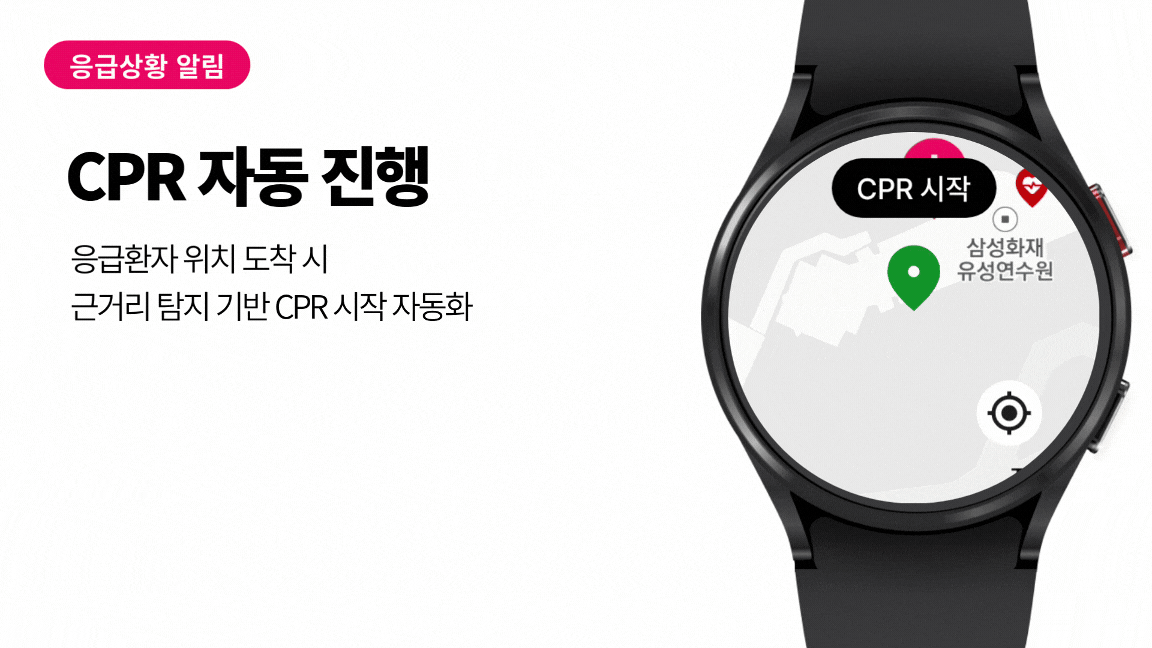 응급상황 알림
CPR 자동 진행
응급환자 위치 도착 시
근거리 탐지 기반 CPR 시작 자동화
CPR 시작
삼성화재
유성연수원